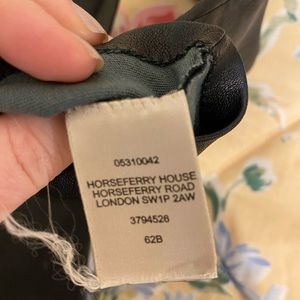 05310042
HORSEFERRY HOUSE
HORSEFERRY ROAD
LONDON SW1P 2AW
3794526
62B